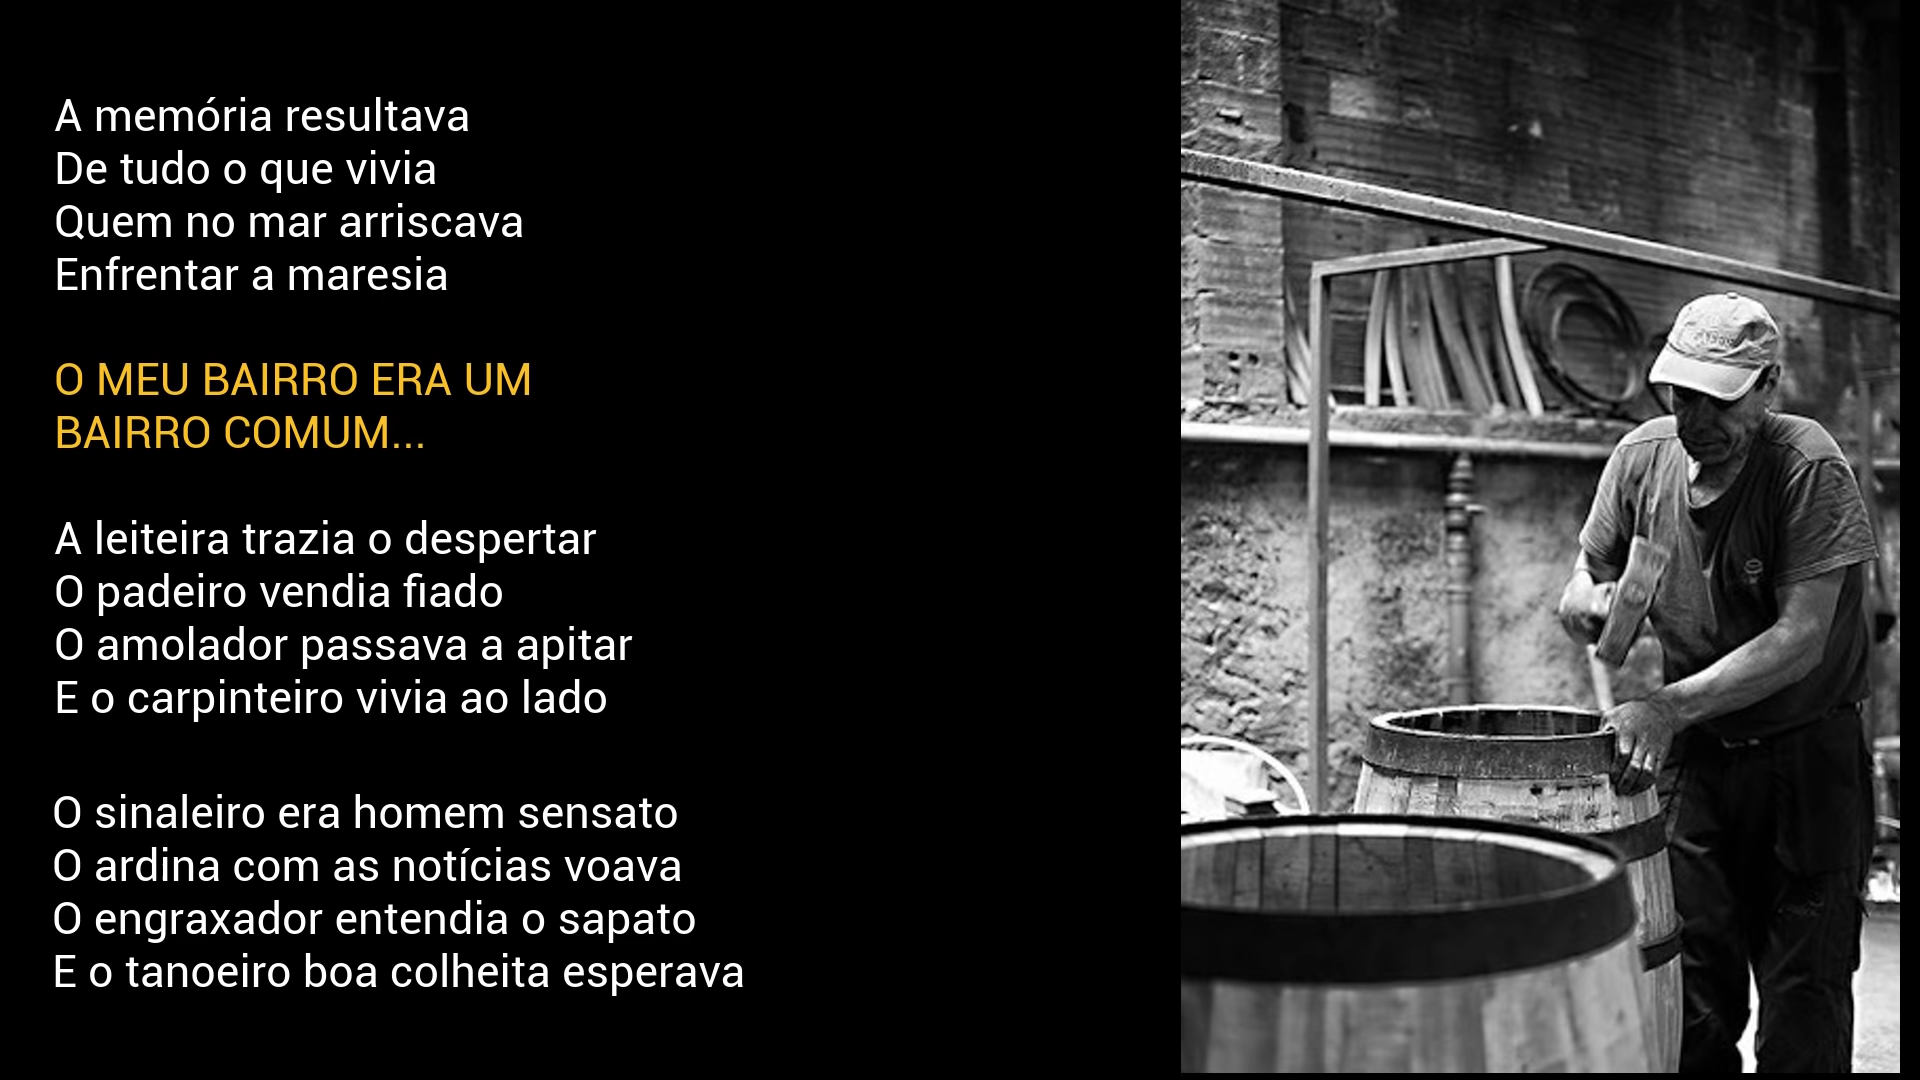 A memória resultava
De tudo o que vivia
Quem no mar arriscava
Enfrentar a maresia
O MEU BAIRRO ERA UM
BAIRRO COMUM...
A leiteira trazia o despertar
O padeiro vendia fiado
O amolador passava a apitar
E o carpinteiro vivia ao lado
O sinaleiro era homem sensato
O ardina com as notícias voava
O engraxador entendia o sapato
E o tanoeiro boa colheita esperava